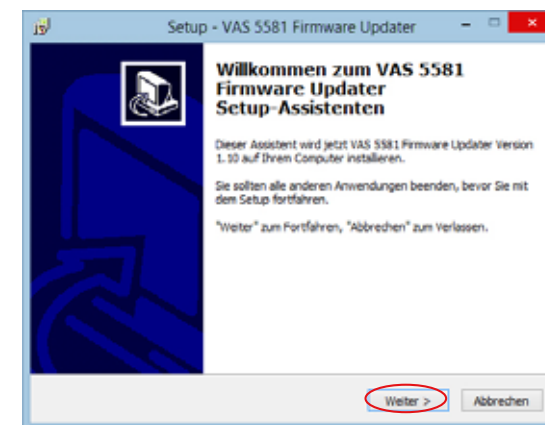 Setup - VAS 5581 Firmware Updater
Willkommen zum VAS 5581
Firmware Updater
Setup-Assistenten
Dieser Assistent wird jetzt VAS 5581 Firmware Updater Version
1.10 auf Ihrem Computer installieren.
Sie sollten alle anderen Anwendungen beenden, bevor Sie mit
dem Setup fortfahren.
"Weiter" zum Fortfahren, "Abbrechen" zum Verlassen.
Weiter >
Abbrechen